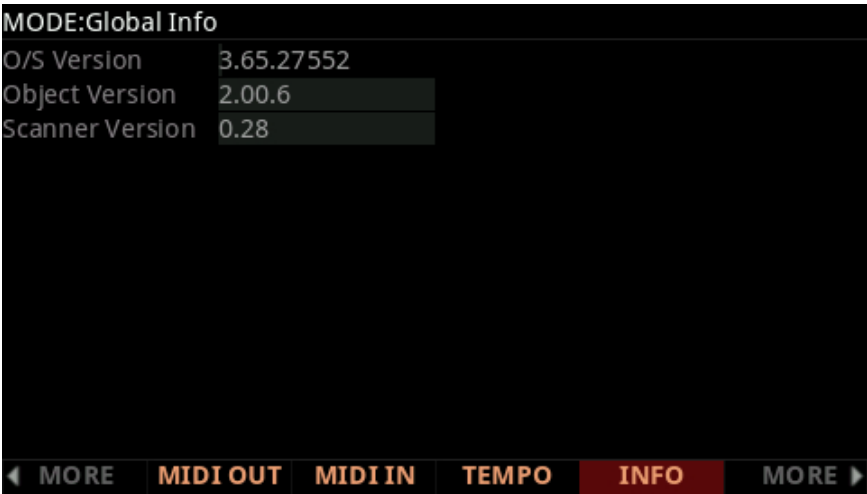 MODE:Global Info
O/S Version 3.65.27552
Object Version 2.00.6
Scanner Version 0.28
MORE MIDI OUT MIDI IN TEMPO INFO MORE